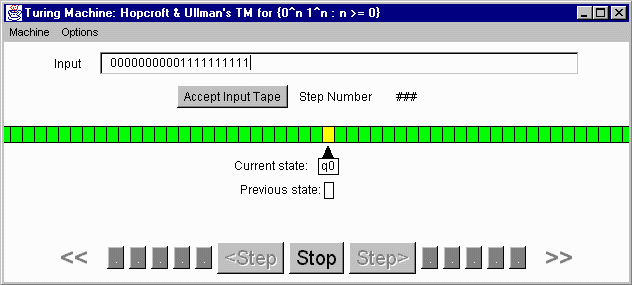 Turing Machine: Hopcroft & Ullman's TM for {0^n 1^n : n >= 0}
Machine Options
Input 00000000001111111111
Accept Input Tape Step Number ###
Current state: q0
Previous state:
<< . . . . . <Step Stop Step> . . . . . >>